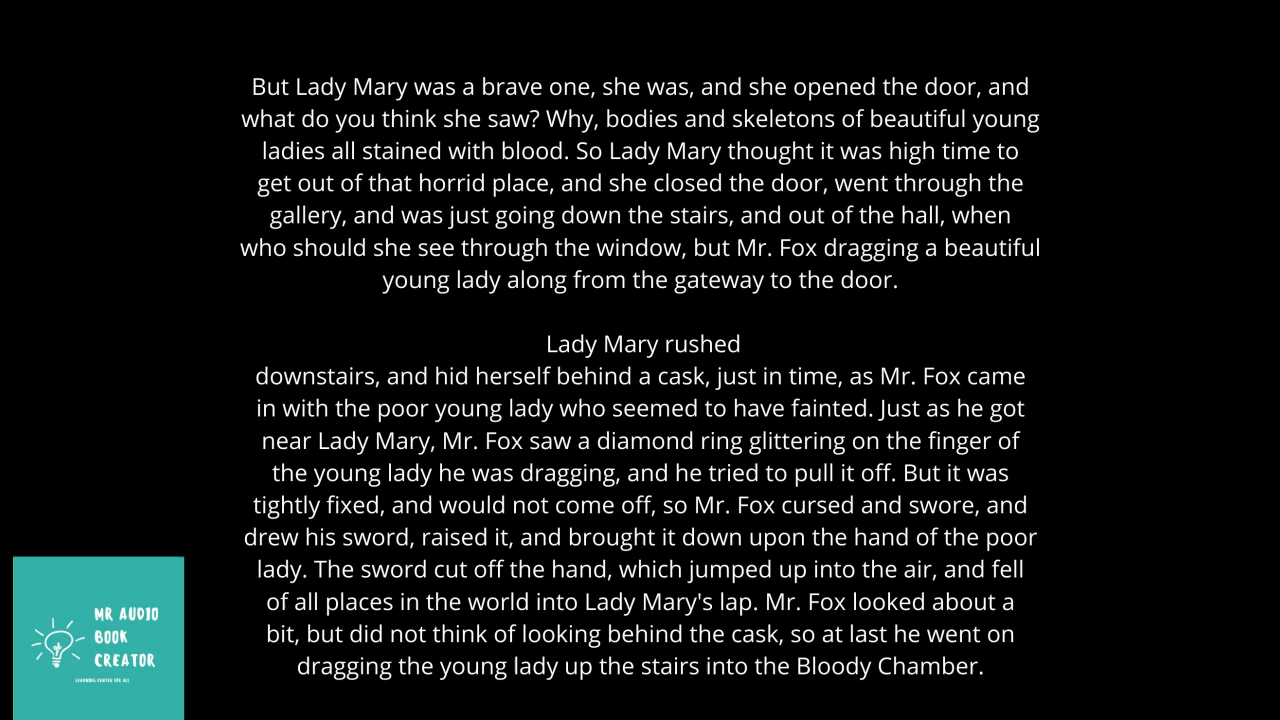 But Lady Mary was a brave one, she was, and she opened the door, and
what do you think she saw? Why, bodies and skeletons of beautiful young
ladies all stained with blood. So Lady Mary thought it was high time to
get out of that horrid place, and she closed the door, went through the
gallery, and was just going down the stairs, and out of the hall, when
who should she see through the window, but Mr. Fox dragging a beautiful
young lady along from the gateway to the door.
Lady Mary rushed
downstairs, and hid herself behind a cask, just in time, as Mr. Fox came
in with the poor young lady who seemed to have fainted. Just as he got
near Lady Mary, Mr. Fox saw a diamond ring glittering on the finger of
the young lady he was dragging, and he tried to pull it off. But it was
tightly fixed, and would not come off, so Mr. Fox cursed and swore, and
drew his sword, raised it, and brought it down upon the hand of the poor
lady. The sword cut off the hand, which jumped up into the air, and fell
of all places in the world into Lady Mary's lap. Mr. Fox looked about a
bit, but did not think of looking behind the cask, so at last he went on
dragging the young lady up the stairs into the Bloody Chamber.
MR AUDIO
BOOK
CREATOR
LEARNING CENTRE FOR ALL